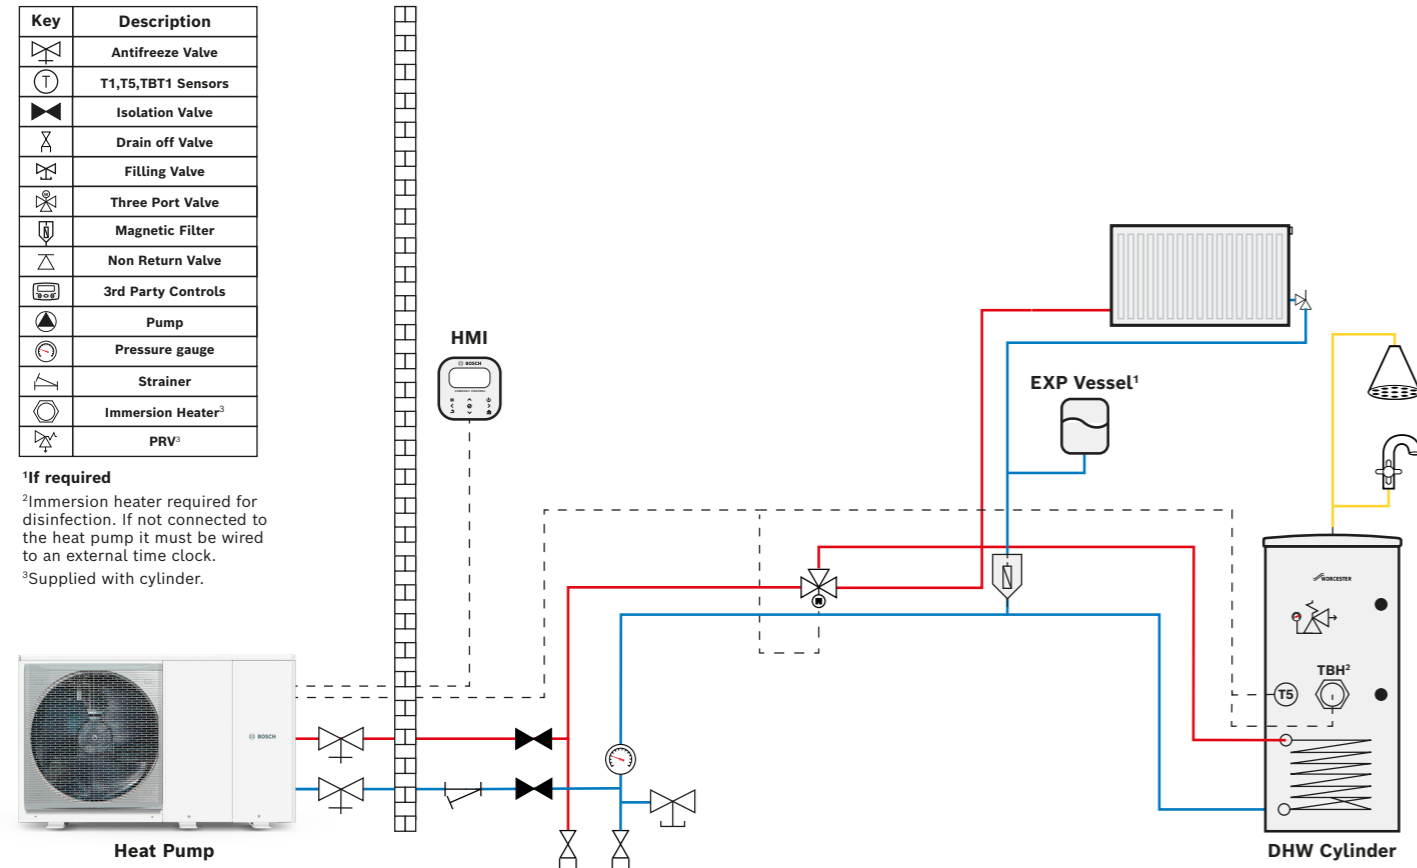 Key Description
Antifreeze Valve
T T1,T5,TBT1 Sensors
Isolation Valve
Drain off Valve
Filling Valve
M Three Port Valve
Magnetic Filter
Non Return Valve
3rd Party Controls
Pump
Pressure gauge
Strainer
Immersion Heater³
PRV³
¹If required
²Immersion heater required for
disinfection. If not connected to
the heat pump it must be wired
to an external time clock.
³Supplied with cylinder.
HMI
BOSCH
EXP Vessel¹
WORCESTER
TBH²
T5
BOSCH
Heat Pump
DHW Cylinder